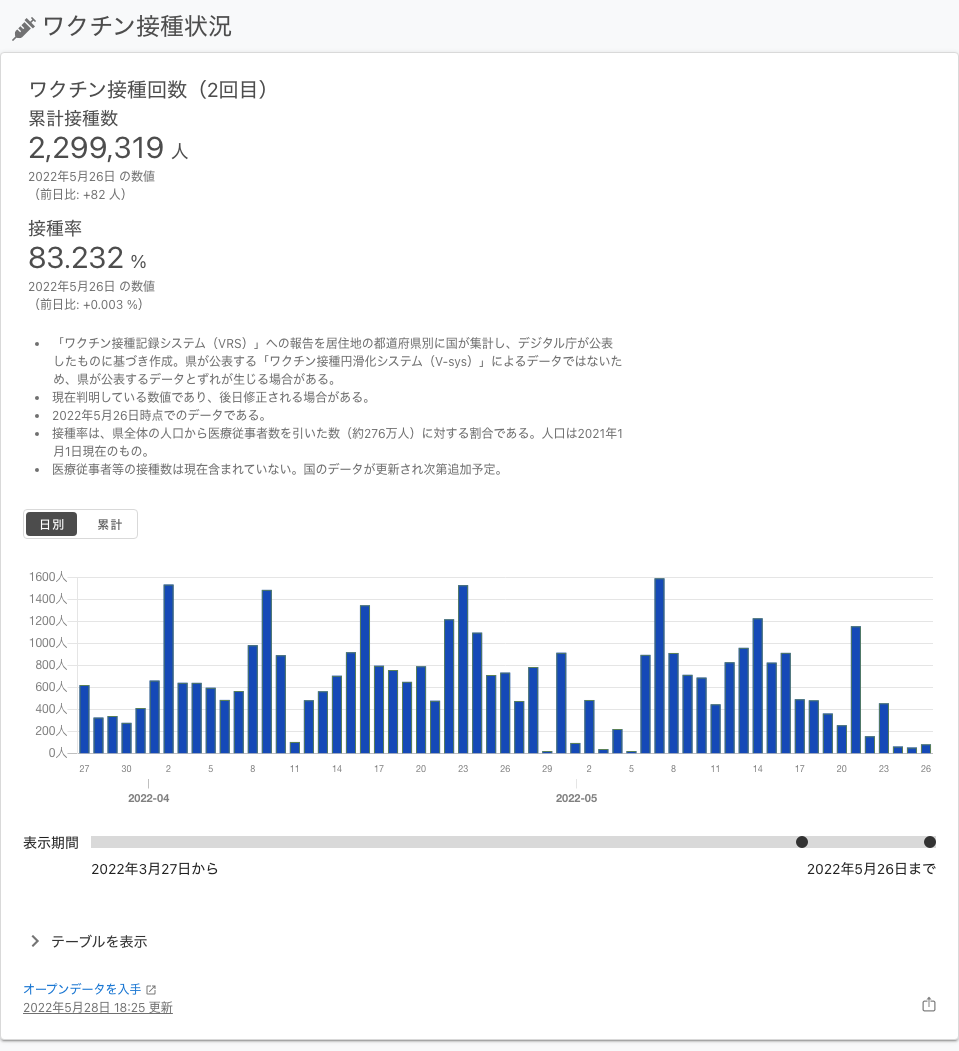 ワクチン接種状況
ワクチン接種回数（2回目）
累計接種数
2,299,319 人
2022年5月26日 の数値
（前日比: +82 人）
接種率
83.232 %
2022年5月26日 の数値
（前日比: +0.003 %）
• 「ワクチン接種記録システム（VRS）」への報告を居住地の都道府県別に国が集計し、デジタル庁が公表
したものに基づき作成。県が公表する「ワクチン接種円滑化システム（V-sys）」によるデータではないた
め、県が公表するデータとずれが生じる場合がある。
• 現在判明している数値であり、後日修正される場合がある。
• 2022年5月26日時点でのデータである。
• 接種率は、県全体の人口から医療従事者数を引いた数（約276万人）に対する割合である。人口は2021年1
月1日現在のもの。
• 医療従事者等の接種数は現在含まれていない。国のデータが更新され次第追加予定。
日別 累計
1600人
1400人
1200人
1000人
800人
600人
400人
200人
0人
27 30 2 5 8 11 14 17 20 23 26 29 2 5 8 11 14 17 20 23 26
2022-04 2022-05
表示期間
2022年3月27日から 2022年5月26日まで
テーブルを表示
オープンデータを入手
2022年5月28日 18:25 更新